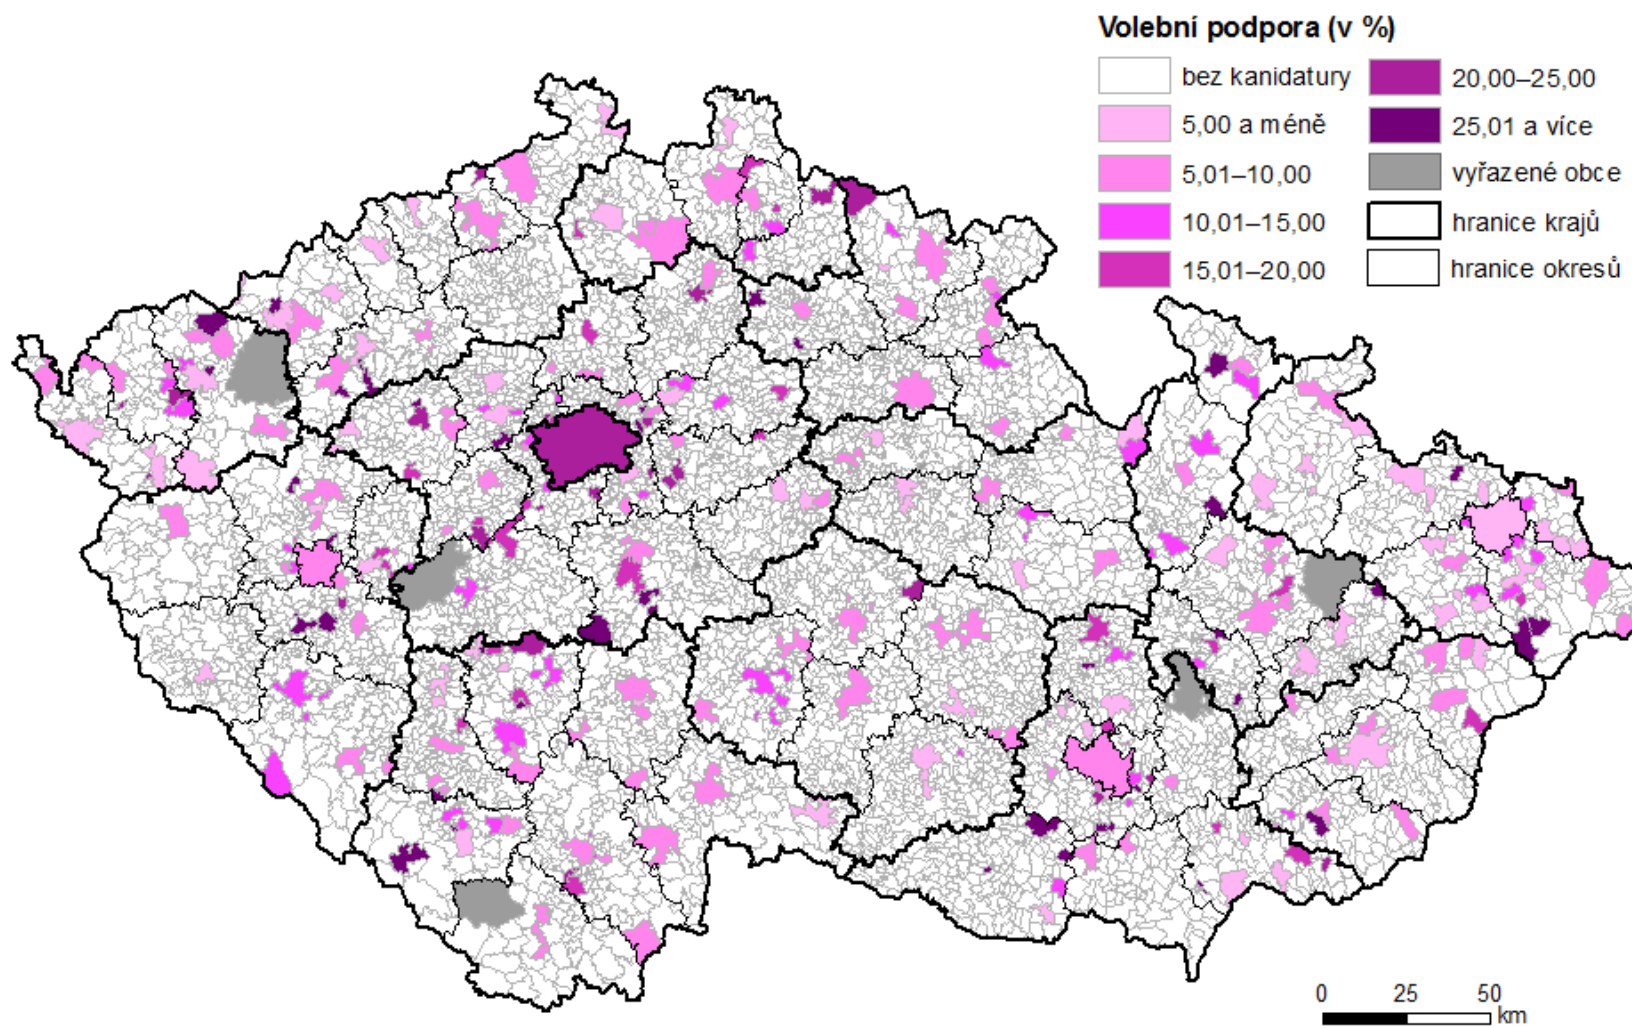 Volební podpora (v %)
bez kanidatury
5,00 a méně
5,01–10,00
10,01–15,00
15,01–20,00
20,00–25,00
25,01 a více
vyřazené obce
hranice krajů
hranice okresů
0 25 50
km